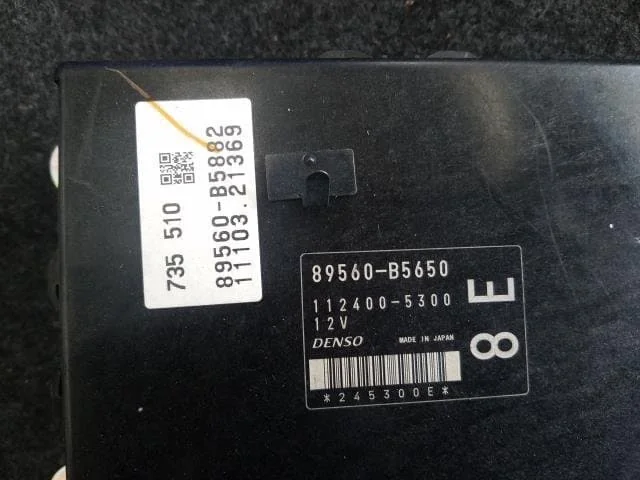 735 510
89560-B5882
11103.21369
89560-B5650
112400-5300
12V
DENSO MADE IN JAPAN
*245300E*
8E